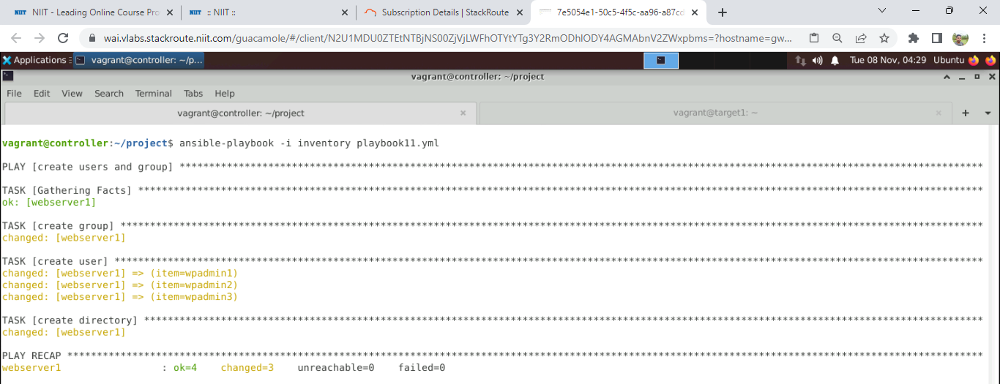 NIIT NIIT - Leading Online Course Pro
NIIT :: NIIT ::
Subscription Details | StackRoute
7e5054e1-50c5-4f5c-aa96-a87cd
wai.vlabs.stackroute.niit.com/guacamole/#/client/N2U1MDU0ZTEtNTBjNS00ZjVjLWFhOTYtYTg3Y2RmODhlODY4AGMAbnV2ZWxpbms=?hostname=gw...
Applications vagrant@controller: ~/p... Tue 08 Nov, 04:29 Ubuntu
vagrant@controller: ~/project
File Edit View Search Terminal Tabs Help
vagrant@controller: ~/project vagrant@target1: ~
vagrant@controller:~/project$ ansible-playbook -i inventory playbook11.yml
PLAY [create users and group] ****************************************************************************************************************************************
TASK [Gathering Facts] ***********************************************************************************************************************************************
ok: [webserver1]
TASK [create group] **************************************************************************************************************************************************
changed: [webserver1]
TASK [create user] ***************************************************************************************************************************************************
changed: [webserver1] => (item=wpadmin1)
changed: [webserver1] => (item=wpadmin2)
changed: [webserver1] => (item=wpadmin3)
TASK [create directory] **********************************************************************************************************************************************
changed: [webserver1]
PLAY RECAP ***********************************************************************************************************************************************************
webserver1 : ok=4 changed=3 unreachable=0 failed=0